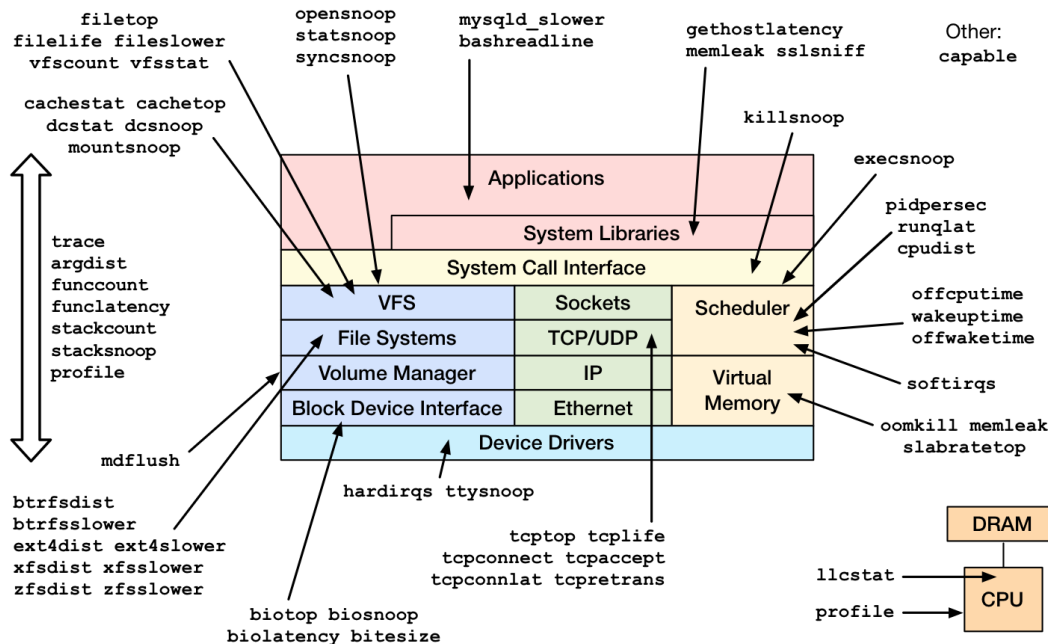 filetop
filelife fileslower
vfscount vfsstat
opensnoop
statsnoop
syncsnoop
mysqld_slower
bashreadline
gethostlatency
memleak sslsniff
Other:
capable
cachestat cachetop
dcstat dcsnoop
mountsnoop
killsnoop
execsnoop
pidpersec
runqlat
cpudist
offcputime
wakeuptime
offwaketime
softirqs
oomkill memleak
slabratetop
trace
argdist
funccount
funclatency
stackcount
stacksnoop
profile
Applications
System Libraries
System Call Interface
VFS
Sockets
Scheduler
File Systems
TCP/UDP
Volume Manager
IP
Virtual
Memory
Block Device Interface
Ethernet
Device Drivers
mdflush
hardirqs ttysnoop
btrfsdist
btrfsslower
ext4dist ext4slower
xfsdist xfsslower
zfsdist zfsslower
biotop biosnoop
biolatency bitesize
tcptop tcplife
tcpconnect tcpaccept
tcpconnlat tcpretrans
DRAM
llcstat
CPU
profile